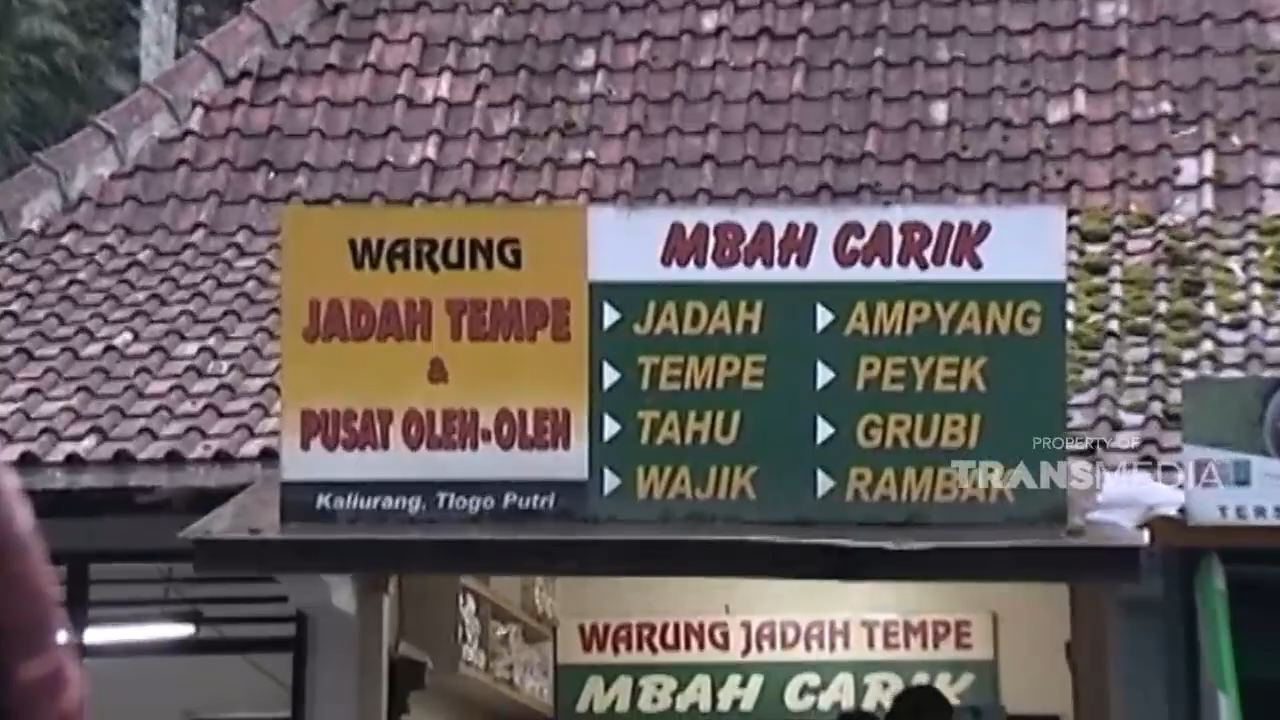 WARUNG
JADAH TEMPE
&
PUSAT OLEH-OLEH
Kaliurang, Tlogo Putri
MBAH CARIK
JADAH
TEMPE
TAHU
WAJIK
AMPYANG
PEYEK
GRUBI
RAMBAK
PROPERTY OF
TRANSMEDIA
WARUNG JADAH TEMPE
MBAH CARIK